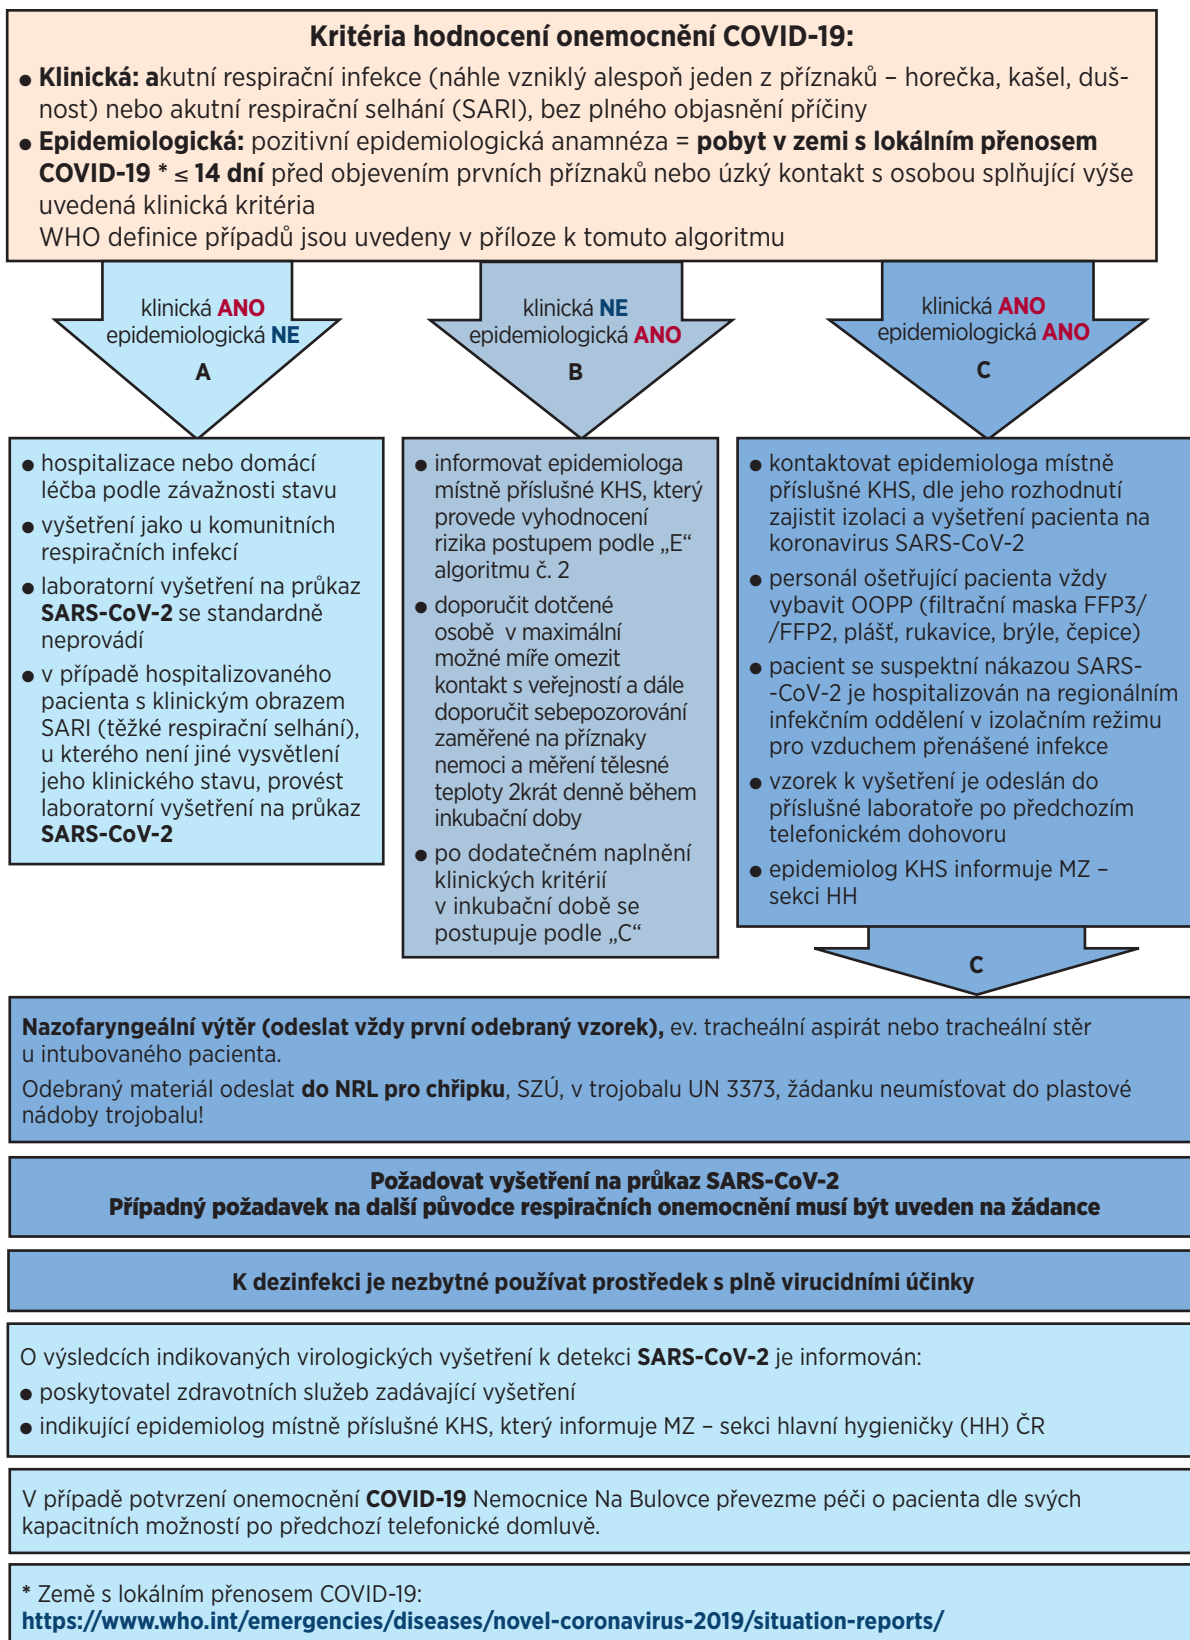 Kritéria hodnocení onemocnění COVID-19:
● Klinická: akutní respirační infekce (náhle vzniklý alespoň jeden z příznaků – horečka, kašel, duš-
nost) nebo akutní respirační selhání (SARI), bez plného objasnění příčiny
● Epidemiologická: pozitivní epidemiologická anamnéza = pobyt v zemi s lokálním přenosem
COVID-19 * ≤ 14 dní před objevením prvních příznaků nebo úzký kontakt s osobou splňující výše
uvedená klinická kritéria
WHO definice případů jsou uvedeny v příloze k tomuto algoritmu
klinická ANO
epidemiologická NE
A
klinická NE
epidemiologická ANO
B
klinická ANO
epidemiologická ANO
C
● hospitalizace nebo domácí
léčba podle závažnosti stavu
● vyšetření jako u komunitních
respiračních infekcí
● laboratorní vyšetření na průkaz
SARS-CoV-2 se standardně
neprovádí
● v případě hospitalizovaného
pacienta s klinickým obrazem
SARI (těžké respirační selhání),
u kterého není jiné vysvětlení
jeho klinického stavu, provést
laboratorní vyšetření na průkaz
SARS-CoV-2
● informovat epidemiologa
místně příslušné KHS, který
provede vyhodnocení
rizika postupem podle „E“
algoritmu č. 2
● doporučit dotčené
osobě v maximální
možné míře omezit
kontakt s veřejností a dále
doporučit sebepozorování
zaměřené na příznaky
nemoci a měření tělesné
teploty 2krát denně během
inkubační doby
● po dodatečném naplnění
klinických kritérií
v inkubační době se
postupuje podle „C“
● kontaktovat epidemiologa místně
příslušné KHS, dle jeho rozhodnutí
zajistit izolaci a vyšetření pacienta na
koronavirus SARS-CoV-2
● personál ošetřující pacienta vždy
vybavit OOPP (filtrační maska FFP3/
/FFP2, plášť, rukavice, brýle, čepice)
● pacient se suspektní nákazou SARS-
-CoV-2 je hospitalizován na regionálním
infekčním oddělení v izolačním režimu
pro vzduchem přenášené infekce
● vzorek k vyšetření je odeslán do
příslušné laboratoře po předchozím
telefonickém dohovoru
● epidemiolog KHS informuje MZ –
sekci HH
C
Nazofaryngeální výtěr (odeslat vždy první odebraný vzorek), ev. tracheální aspirát nebo tracheální stěr
u intubovaného pacienta.
Odebraný materiál odeslat do NRL pro chřipku, SZÚ, v trojobalu UN 3373, žádanku neumísťovat do plastové
nádoby trojobalu!
Požadovat vyšetření na průkaz SARS-CoV-2
Případný požadavek na další původce respiračních onemocnění musí být uveden na žádance
K dezinfekci je nezbytné používat prostředek s plně virucidními účinky
O výsledcích indikovaných virologických vyšetření k detekci SARS-CoV-2 je informován:
● poskytovatel zdravotních služeb zadávající vyšetření
● indikující epidemiolog místně příslušné KHS, který informuje MZ – sekci hlavní hygieničky (HH) ČR
V případě potvrzení onemocnění COVID-19 Nemocnice Na Bulovce převezme péči o pacienta dle svých
kapacitních možností po předchozí telefonické domluvě.
* Země s lokálním přenosem COVID-19:
https://www.who.int/emergencies/diseases/novel-coronavirus-2019/situation-reports/